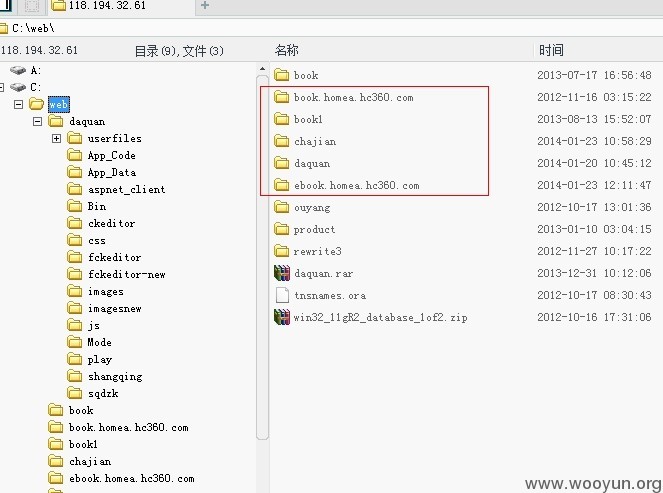 118.194.32.61
C:\web\
118.194.32.61 目录(9),文件(3) 名称 时间
A:
C:
web
daquan
userfiles
App_Code
App_Data
aspnet_client
Bin
ckeditor
css
fckeditor
fckeditor-new
images
imagesnew
js
Mode
play
shangqing
sqdzk
book
book.homea.hc360.com
book1
chajian
ebook.homea.hc360.com
book 2013-07-17 16:56:48
book.homea.hc360.com 2012-11-16 03:15:22
book1 2013-08-13 15:52:07
chajian 2014-01-23 10:58:29
daquan 2014-01-20 10:45:12
ebook.homea.hc360.com 2014-01-23 12:11:47
ouyang 2012-10-17 13:01:36
product 2013-01-10 03:04:15
rewrite3 2012-11-27 10:17:22
daquan.rar 2013-12-31 10:12:06
tnsnames.ora 2012-10-17 08:30:43
win32_11gR2_database_1of2.zip 2012-10-16 17:31:06
www.wooyun.org